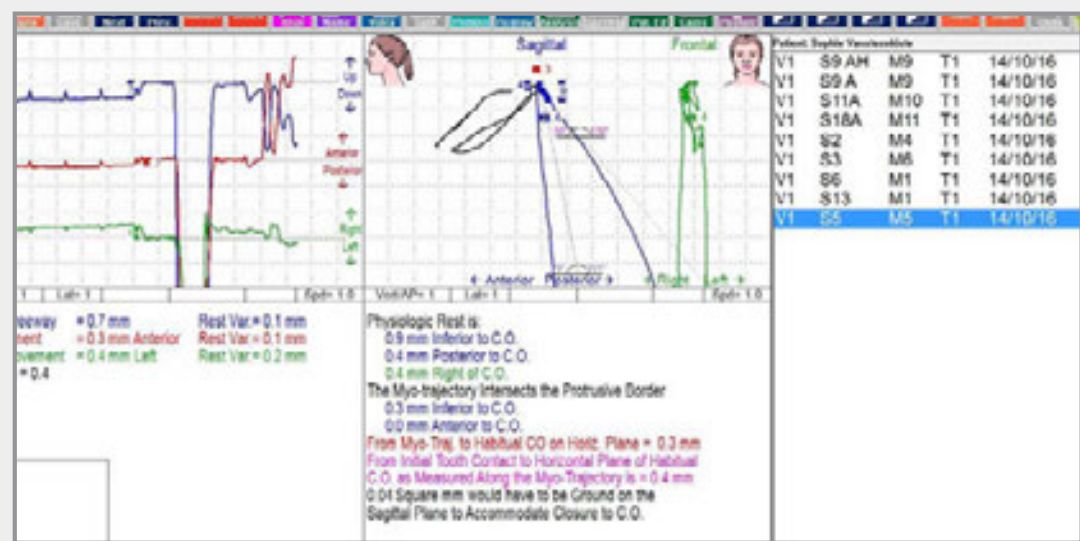 Sagittal
Frontal
Up
Down
Anterior
Posterior
Right
Left
← Anterior Posterior →
← Right Left →
1 Lat= 1 Spd= 1.0
Vert/AP= 1 Lat= 1 Spd= 1.0
eeway = 0.7 mm Rest Var.= 0.1 mm
ment = 0.3 mm Anterior Rest Var = 0.1 mm
vement = 0.4 mm Left Rest Var = 0.2 mm
= 0.4
Physiologic Rest is:
0.9 mm Inferior to C.O.
0.4 mm Posterior to C.O.
0.4 mm Right of C.O.
The Myo-trajectory Intersects the Protrusive Border
0.3 mm Inferior to C.O.
0.0 mm Anterior to C.O.
From Myo-Traj. to Habitual CO on Horiz. Plane = 0.3 mm
From Initial Tooth Contact to Horizontal Plane of Habitual
C.O. as Measured Along the Myo-Trajectory is = 0.4 mm
0.04 Square mm would have to be Ground on the
Sagittal Plane to Accommodate Closure to C.O.
Patient: Sophie
V1 S9 AH M9 T1 14/10/16
V1 S9 A M9 T1 14/10/16
V1 S11A M10 T1 14/10/16
V1 S18A M11 T1 14/10/16
V1 S2 M4 T1 14/10/16
V1 S3 M6 T1 14/10/16
V1 S6 M1 T1 14/10/16
V1 S13 M1 T1 14/10/16
V1 S5 M5 T1 14/10/16